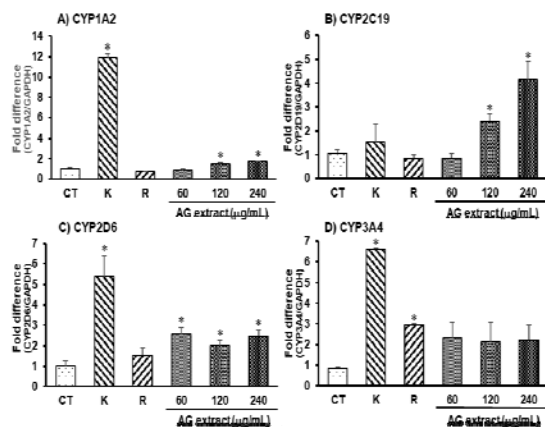 A) CYP1A2
Fold difference
(CYP1A2/GAPDH)
14
12
10
8
6
4
2
0
*
*
*
CT K R 60 120 240
AG extract (µg/mL)
B) CYP2C19
Fold difference
(CYP2D19/GAPDH)
6
5
4
3
2
1
0
*
*
CT K R 60 120 240
AG extract (µg/mL)
C) CYP2D6
Fold difference
(CYP2D6/GAPDH)
7
6
5
4
3
2
1
0
*
*
*
*
CT K R 60 120 240
AG extract (µg/mL)
D) CYP3A4
Fold difference
(CYP3A4/GAPDH)
7
6
5
4
3
2
1
0
*
*
CT K R 60 120 240
AG extract (µg/mL)